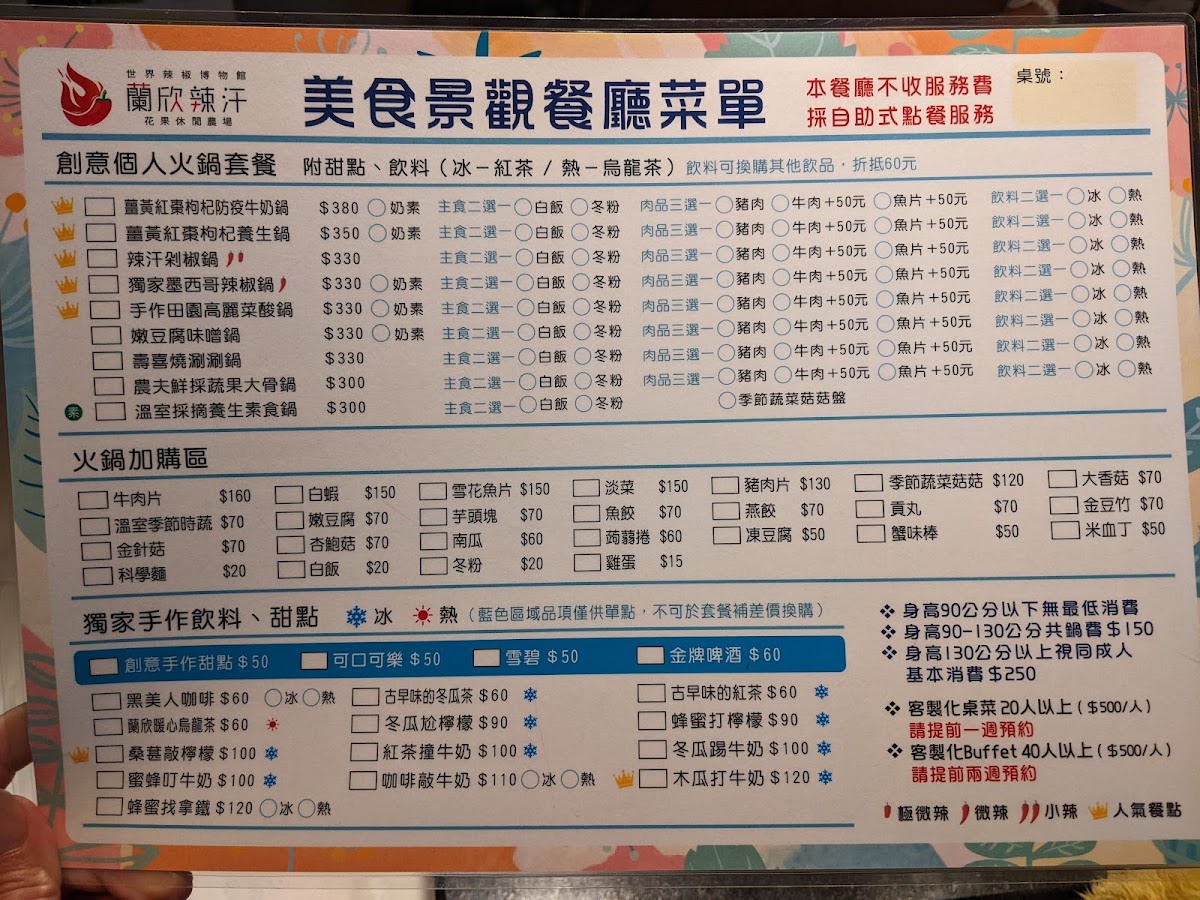 世界辣椒博物館
蘭欣辣汗
花果休閒農場
美食景觀餐廳菜單
本餐廳不收服務費
採自助式點餐服務
桌號：
創意個人火鍋套餐 附甜點、飲料（冰－紅茶 / 熱－烏龍茶）飲料可換購其他飲品，折抵60元
薑黃紅棗枸杞防疫牛奶鍋 $380 奶素 主食二選一 白飯 冬粉 肉品三選一 豬肉 牛肉+50元 魚片+50元 飲料二選一 冰 熱
薑黃紅棗枸杞養生鍋 $350 奶素 主食二選一 白飯 冬粉 肉品三選一 豬肉 牛肉+50元 魚片+50元 飲料二選一 冰 熱
辣汗剁椒鍋 $330 主食二選一 白飯 冬粉 肉品三選一 豬肉 牛肉+50元 魚片+50元 飲料二選一 冰 熱
獨家墨西哥辣椒鍋 $330 奶素 主食二選一 白飯 冬粉 肉品三選一 豬肉 牛肉+50元 魚片+50元 飲料二選一 冰 熱
手作田園高麗菜酸鍋 $330 奶素 主食二選一 白飯 冬粉 肉品三選一 豬肉 牛肉+50元 魚片+50元 飲料二選一 冰 熱
嫩豆腐味噌鍋 $330 奶素 主食二選一 白飯 冬粉 肉品三選一 豬肉 牛肉+50元 魚片+50元 飲料二選一 冰 熱
壽喜燒涮涮鍋 $330 主食二選一 白飯 冬粉 肉品三選一 豬肉 牛肉+50元 魚片+50元 飲料二選一 冰 熱
農夫鮮採蔬果大骨鍋 $300 主食二選一 白飯 冬粉 肉品三選一 豬肉 牛肉+50元 魚片+50元 飲料二選一 冰 熱
素 溫室採摘養生素食鍋 $300 主食二選一 白飯 冬粉 季節蔬菜菇菇盤
火鍋加購區
牛肉片 $160 白蝦 $150 雪花魚片 $150 淡菜 $150 豬肉片 $130 季節蔬菜菇菇 $120 大香菇 $70
溫室季節時蔬 $70 嫩豆腐 $70 芋頭塊 $70 魚餃 $70 燕餃 $70 貢丸 $70 金豆竹 $70
金針菇 $70 杏鮑菇 $70 南瓜 $60 蒟蒻捲 $60 凍豆腐 $50 蟹味棒 $50 米血丁 $50
科學麵 $20 白飯 $20 冬粉 $20 雞蛋 $15
獨家手作飲料、甜點 冰 熱（藍色區域品項僅供單點，不可於套餐補差價換購）
創意手作甜點 $50 可口可樂 $50 雪碧 $50 金牌啤酒 $60
黑美人咖啡 $60 冰 熱 古早味的冬瓜茶 $60 古早味的紅茶 $60
蘭欣暖心烏龍茶 $60 冬瓜尬檸檬 $90 蜂蜜打檸檬 $90
桑葚敲檸檬 $100 紅茶撞牛奶 $100 冬瓜踢牛奶 $100
蜜蜂叮牛奶 $100 咖啡敲牛奶 $110 冰 熱 木瓜打牛奶 $120
蜂蜜找拿鐵 $120 冰 熱
❖ 身高90公分以下無最低消費
❖ 身高90-130公分共鍋費 $150
❖ 身高130公分以上視同成人
基本消費 $250
❖ 客製化桌菜 20人以上 ( $500/人 )
請提前一週預約
❖ 客製化Buffet 40人以上 ( $500/人 )
請提前兩週預約
極微辣 微辣 小辣 人氣餐點